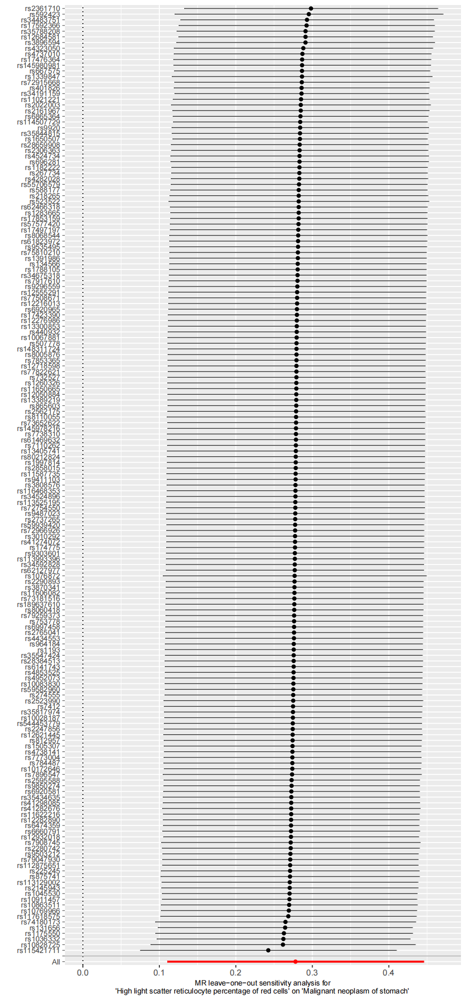 rs2361710
rs592423
rs34483751
rs17592366
rs35788208
rs12684581
rs3896594
rs4323050
rs4737010
rs17476364
rs145980981
rs667575
rs1339847
rs72915668
rs401826
rs34191159
rs11021221
rs2022003
rs2161967
rs6865364
rs114507729
rs9920
rs35844815
rs1650507
rs28659908
rs2306363
rs4524734
rs696281
rs1182222
rs267734
rs4282028
rs55706579
rs588177
rs218265
rs523522
rs62466318
rs1283665
rs17853159
rs57577420
rs17497197
rs8068544
rs61823972
rs9535495
rs75810210
rs1391986
rs134566
rs1788105
rs34675318
rs7917610
rs9296559
rs12555291
rs77508671
rs12216013
rs6920965
rs17423390
rs12276986
rs13300853
rs440932
rs10067881
rs507778
rs148311724
rs8005876
rs7853365
rs12718598
rs77822621
rs732527
rs1260326
rs11650665
rs12050884
rs13389219
rs865603
rs2562175
rs8110055
rs73652622
rs145978216
rs7738310
rs61469632
rs7110262
rs13405741
rs80212824
rs1997814
rs2858015
rs11587735
rs9411103
rs3808576
rs116468353
rs34524896
rs113525195
rs72754550
rs9487023
rs2737265
rs59939420
rs72966926
rs3010292
rs41274072
rs174775
rs9303601
rs113993396
rs34592828
rs62127977
rs1076872
rs2290893
rs3870341
rs11606082
rs73181516
rs189637610
rs8060418
rs79259373
rs753778
rs6997458
rs2765041
rs4434553
rs964184
rs1193
rs35547424
rs28384513
rs6141743
rs4853525
rs4952073
rs10083830
rs59582960
rs274555
rs2523990
rs7412
rs35817974
rs10028187
rs544453779
rs2247856
rs12621445
rs812957
rs1505307
rs4738141
rs7773004
rs784487
rs10172646
rs7896547
rs2595588
rs9850274
rs6920581
rs35434635
rs41298085
rs41282676
rs11622216
rs12282890
rs6474359
rs6660791
rs12932018
rs7908745
rs2280742
rs9503212
rs79047930
rs112875651
rs225245
rs875741
rs113129002
rs2145943
rs1045530
rs10911457
rs10863511
rs10769966
rs117618575
rs74180173
rs131656
rs1175550
rs1036332
rs10828725
rs115421711
All
0.0 0.1 0.2 0.3 0.4
MR leave−one−out sensitivity analysis for
'High light scatter reticulocyte percentage of red cells' on 'Malignant neoplasm of stomach'